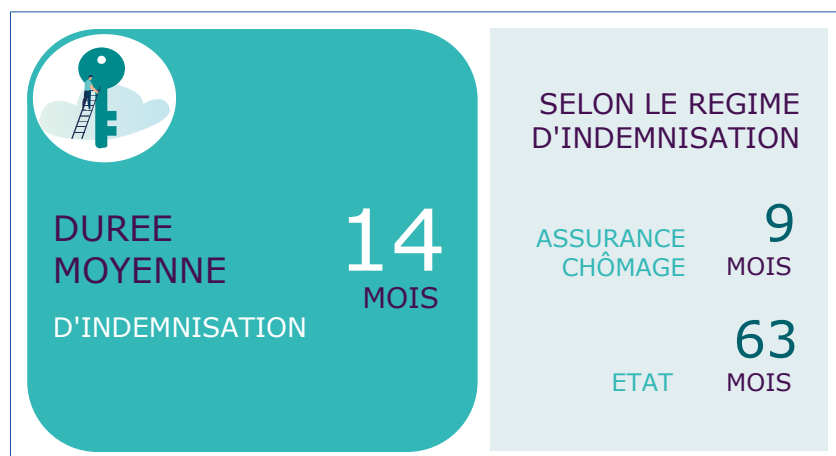 DUREE
MOYENNE
D'INDEMNISATION
14
MOIS
SELON LE REGIME
D'INDEMNISATION
ASSURANCE
CHÔMAGE
9
MOIS
ETAT
63
MOIS